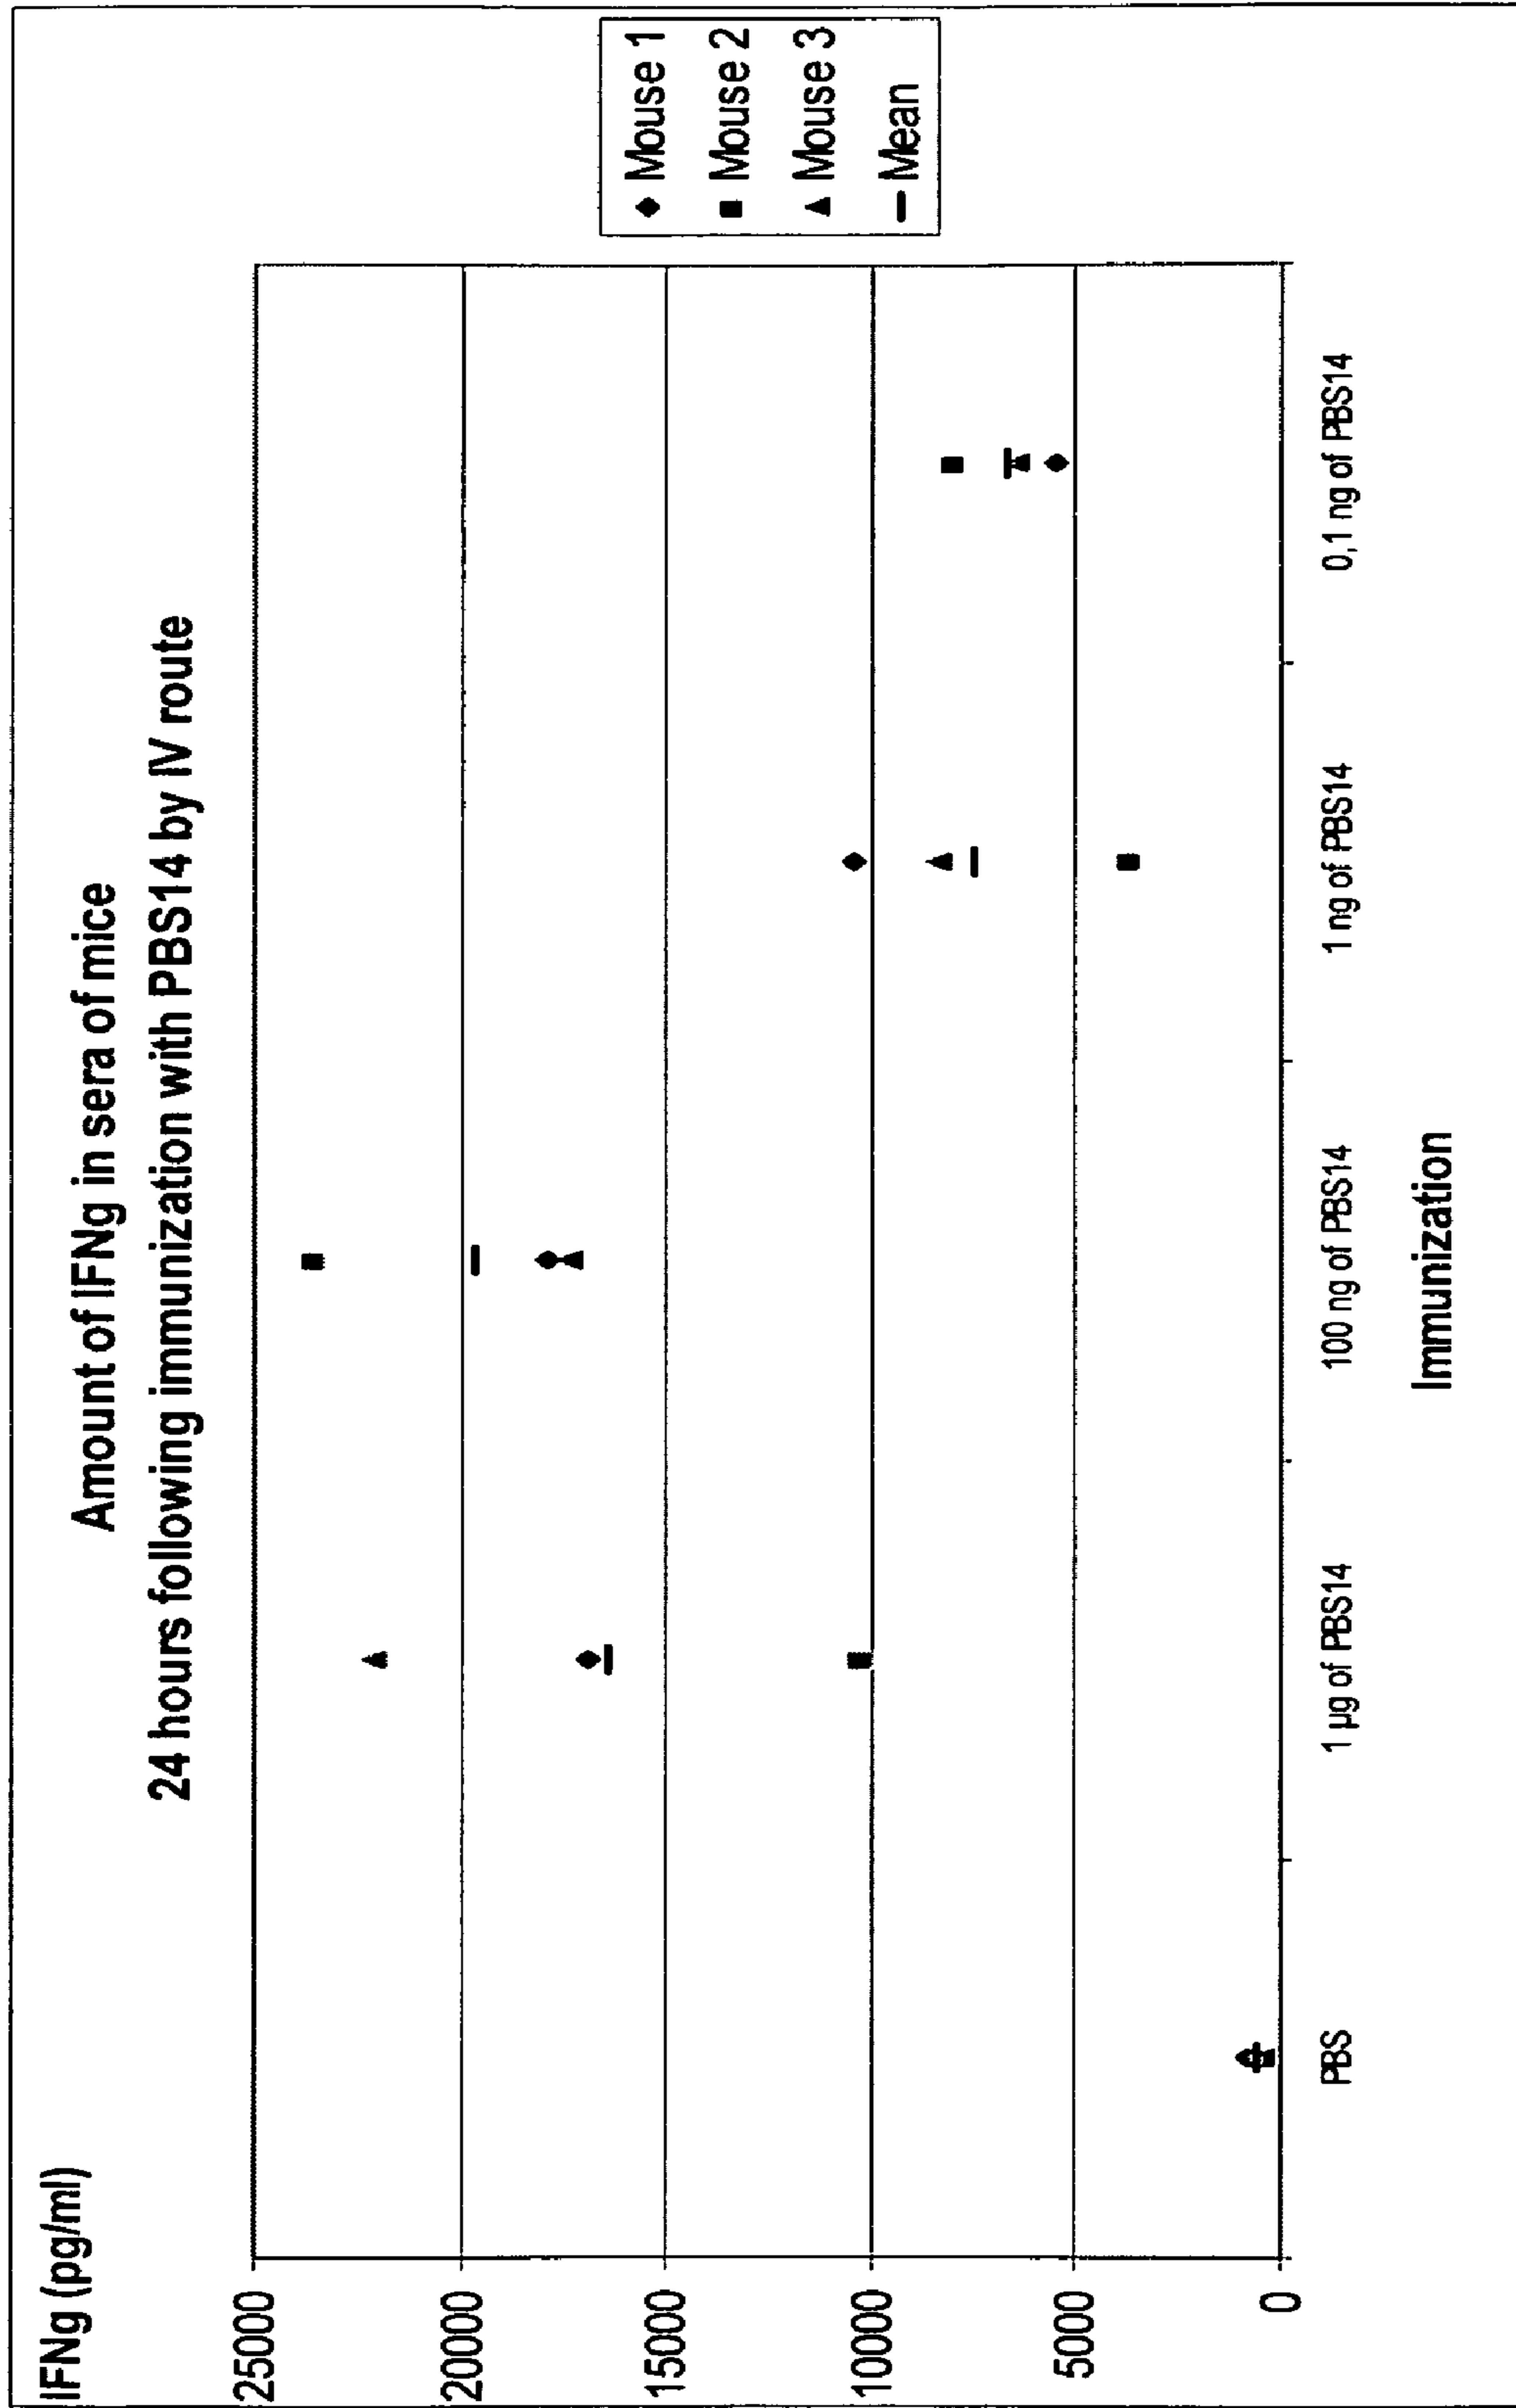 Amount of IFNg in sera of mice
24 hours following immunization with PBS14 by IV route
IFNg (pg/ml)
25000
20000
15000
10000
5000
0
PBS
1 µg of PBS14
100 ng of PBS14
1 ng of PBS14
0,1 ng of PBS14
Immunization
Mouse 1
Mouse 2
Mouse 3
Mean